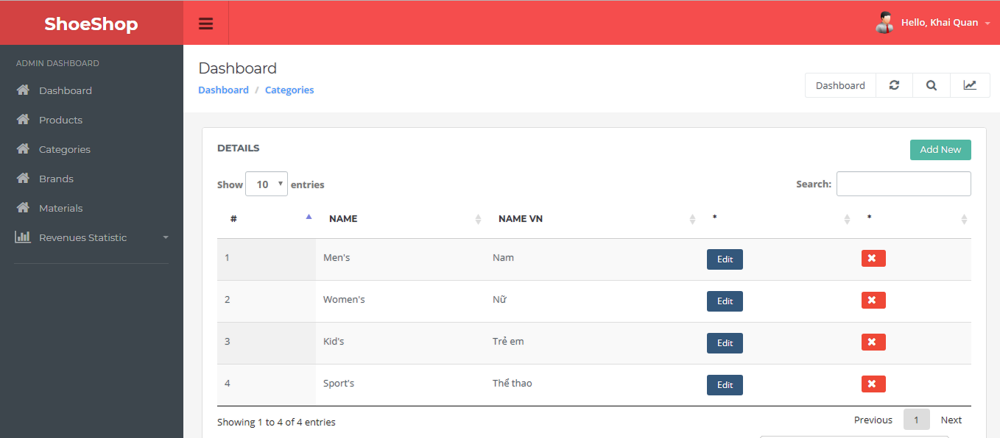 ShoeShop
Hello, Khai Quan
ADMIN DASHBOARD
Dashboard
Products
Categories
Brands
Materials
Revenues Statistic
Dashboard
Dashboard / Categories
Dashboard
DETAILS
Add New
Show 10 entries
Search:
# NAME NAME VN * *
1 Men's Nam Edit
2 Women's Nữ Edit
3 Kid's Trẻ em Edit
4 Sport's Thể thao Edit
Showing 1 to 4 of 4 entries
Previous 1 Next